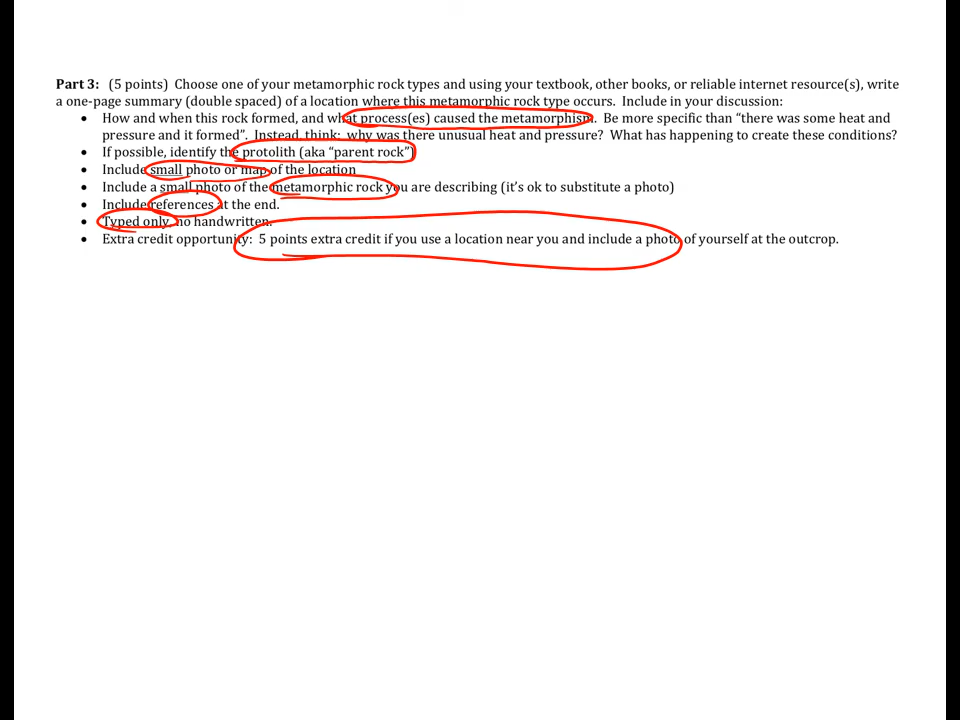 Part 3:   (5 points)  Choose one of your metamorphic rock types and using your textbook, other books, or reliable internet resource(s), write
a one-page summary (double spaced) of a location where this metamorphic rock type occurs.  Include in your discussion:
• How and when this rock formed, and what process(es) caused the metamorphism.  Be more specific than “there was some heat and
pressure and it formed”.  Instead, think:  why was there unusual heat and pressure?  What has happening to create these conditions?
• If possible, identify the protolith (aka “parent rock”)
• Include small photo or map of the location
• Include a small photo of the metamorphic rock you are describing (it’s ok to substitute a photo)
• Include references at the end.
• Typed only, no handwritten.
• Extra credit opportunity:  5 points extra credit if you use a location near you and include a photo of yourself at the outcrop.